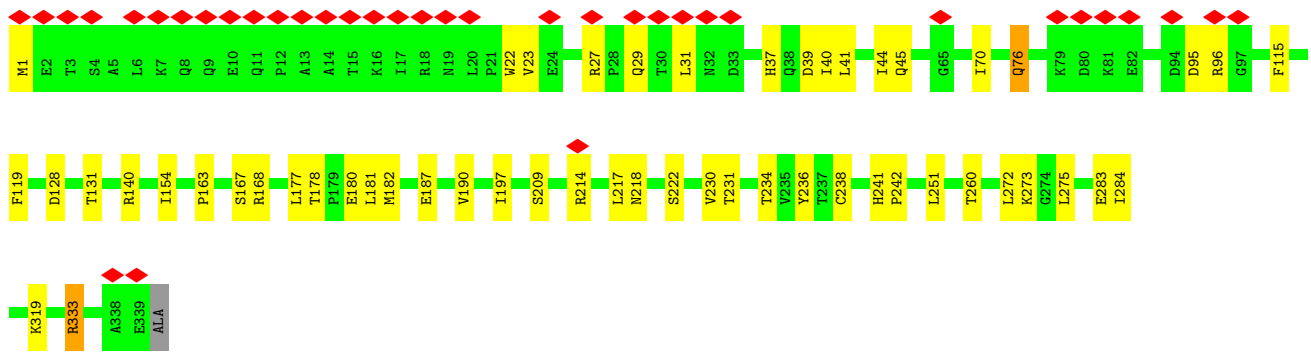 M1 E2 T3 S4 A5 L6 K7 Q8 Q9 E10 Q11 P12 A13 A14 T15 K16 I17 R18 N19 L20 P21 W22 V23 E24 R27 P28 Q29 T30 L31 N32 D33 H37 Q38 D39 I40 L41 I44 Q45 G65 I70 Q76 K79 D80 K81 E82 D94 D95 R96 G97 F115
F119 D128 T131 R140 I154 P163 S167 R168 L177 T178 P179 E180 L181 M182 E187 V190 I197 S209 R214 L217 N218 S222 V230 T231 T234 V235 Y236 T237 C238 H241 P242 L251 T260 L272 K273 G274 L275 E283 I284
K319 R333 A338 E339 ALA